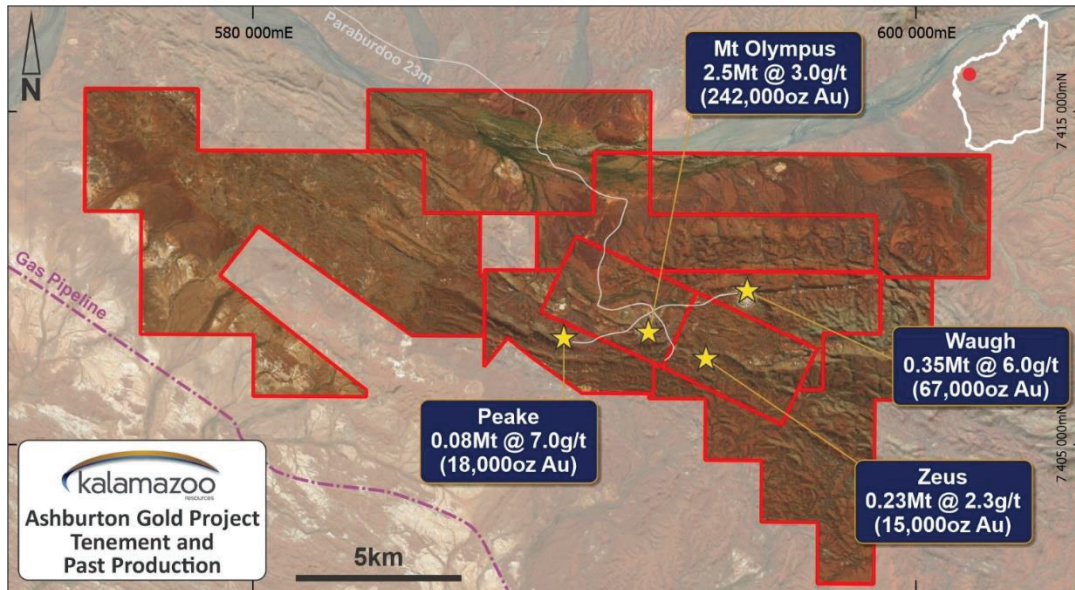 580 000mE
600 000mE
N
Paraburdoo 23m
Mt Olympus
2.5Mt @ 3.0g/t
(242,000oz Au)
7 415 000mN
Gas Pipeline
Waugh
0.35Mt @ 6.0g/t
(67,000oz Au)
Peake
0.08Mt @ 7.0g/t
(18,000oz Au)
7 405 000mN
Zeus
0.23Mt @ 2.3g/t
(15,000oz Au)
kalamazoo
resources
Ashburton Gold Project
Tenement and
Past Production
5km